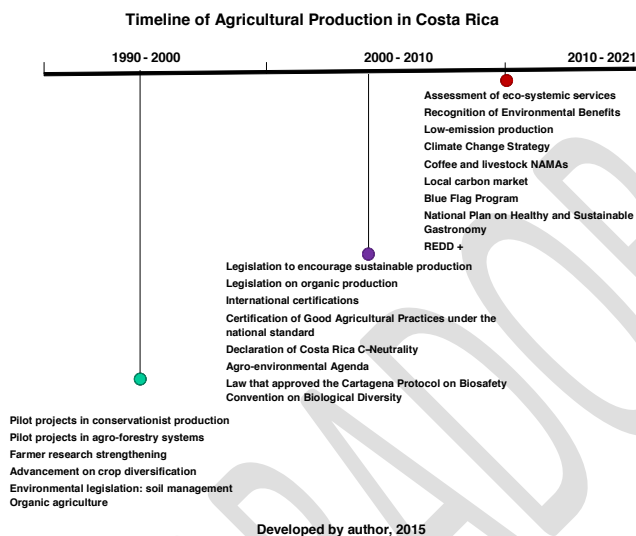 Timeline of Agricultural Production in Costa Rica
1990 - 2000
2000 - 2010
2010 - 2021
Assessment of eco-systemic services
Recognition of Environmental Benefits
Low-emission production
Climate Change Strategy
Coffee and livestock NAMAs
Local carbon market
Blue Flag Program
National Plan on Healthy and Sustainable
Gastronomy
REDD +
Legislation to encourage sustainable production
Legislation on organic production
International certifications
Certification of Good Agricultural Practices under the
national standard
Declaration of Costa Rica C-Neutrality
Agro-environmental Agenda
Law that approved the Cartagena Protocol on Biosafety
Convention on Biological Diversity
Pilot projects in conservationist production
Pilot projects in agro-forestry systems
Farmer research strengthening
Advancement on crop diversification
Environmental legislation: soil management
Organic agriculture
Developed by author, 2015